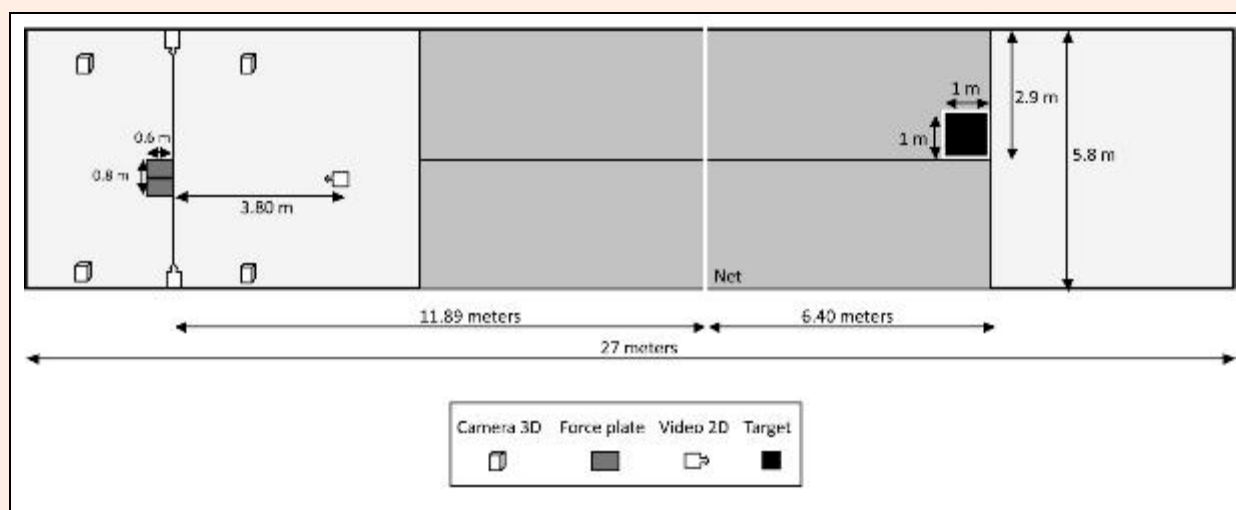 1 m
2.9 m
0.6 m
1 m
5.8 m
0.8 m
3.80 m
Net
11.89 meters
6.40 meters
27 meters
Camera 3D Force plate Video 2D Target